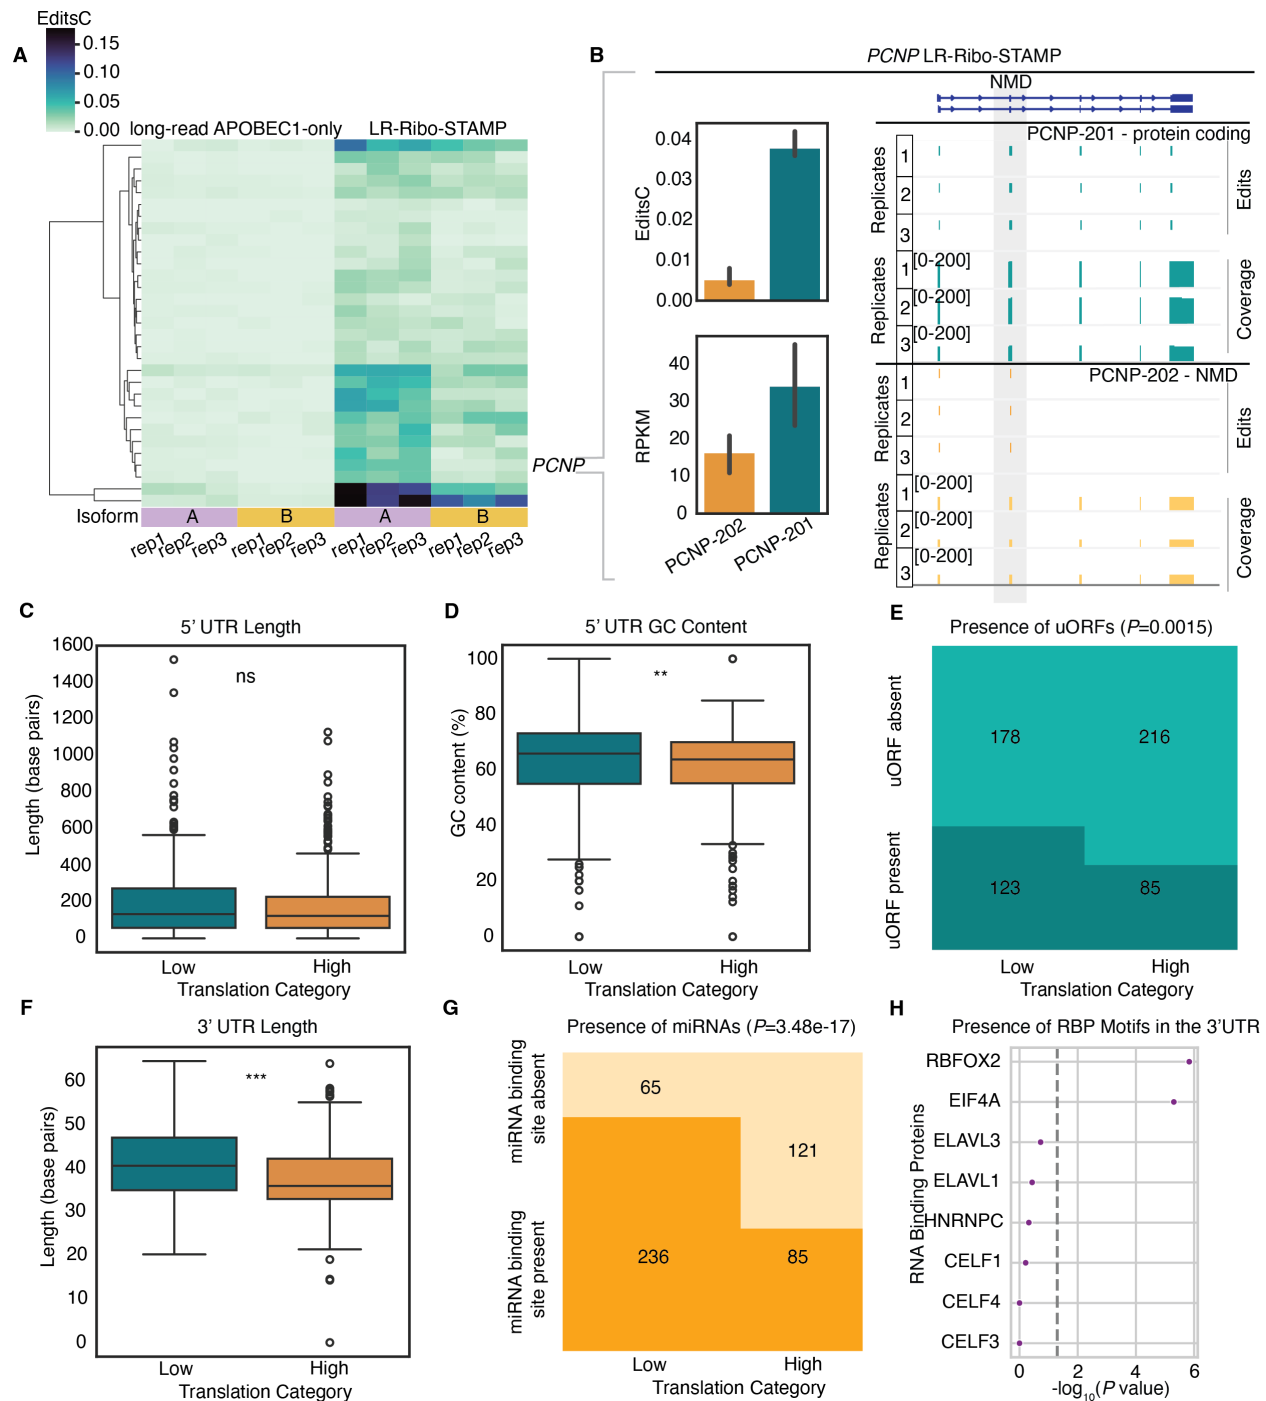 EditsC
A
0.15
0.10
0.05
0.00
long-read APOBEC1-only
LR-Ribo-STAMP
PCNP
Isoform
A
B
A
B
rep1
rep2
rep3
rep1
rep2
rep3
rep1
rep2
rep3
rep1
rep2
rep3
B
PCNP LR-Ribo-STAMP
EditsC
0.04
0.03
0.02
0.01
0.00
RPKM
40
30
20
10
0
PCNP-202
PCNP-201
NMD
PCNP-201 - protein coding
Replicates
1
2
3
Edits
Replicates
1
2
3
[0-200]
[0-200]
[0-200]
Coverage
PCNP-202 - NMD
Replicates
1
2
3
Edits
Replicates
1
2
3
[0-200]
[0-200]
[0-200]
Coverage
C
5’ UTR Length
Length (base pairs)
1600
1400
1200
1000
800
600
400
200
0
ns
Low
High
Translation Category
D
5’ UTR GC Content
GC content (%)
100
80
60
40
20
0
**
Low
High
Translation Category
E
Presence of uORFs (P=0.0015)
uORF absent
uORF present
178
216
123
85
Low
High
Translation Category
F
3’ UTR Length
Length (base pairs)
60
50
40
30
20
10
0
***
Low
High
Translation Category
G
Presence of miRNAs (P=3.48e-17)
miRNA binding
site absent
miRNA binding
site present
65
121
236
85
Low
High
Translation Category
H
Presence of RBP Motifs in the 3’UTR
RNA Binding Proteins
RBFOX2
EIF4A
ELAVL3
ELAVL1
HNRNPC
CELF1
CELF4
CELF3
0
2
4
6
-log10(P value)